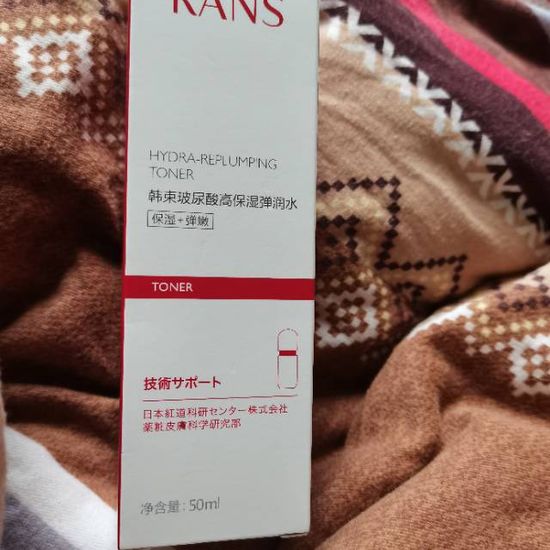 KANS
HYDRA-REPLUMPING
TONER
韩束玻尿酸高保湿弹润水
保湿+弹嫩
TONER
技術サポート
日本紅道科研センター株式会社
薬粧皮膚科学研究部
净含量:50ml